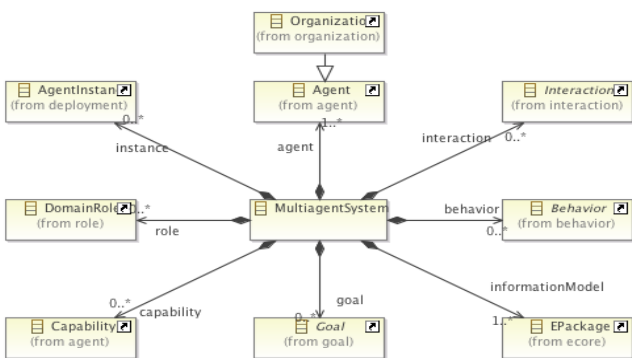 Organizatio
(from organization)
AgentInstan
(from deployment)
Agent
(from agent)
Interaction
(from interaction)
0..*
1..*
0..*
instance
agent
interaction
DomainRole
0..*
(from role)
role
MultiagentSystem
behavior
0..*
Behavior
(from behavior)
0..*
capability
goal
0..*
informationModel
1..*
Capability
(from agent)
Goal
(from goal)
EPackage
(from ecore)